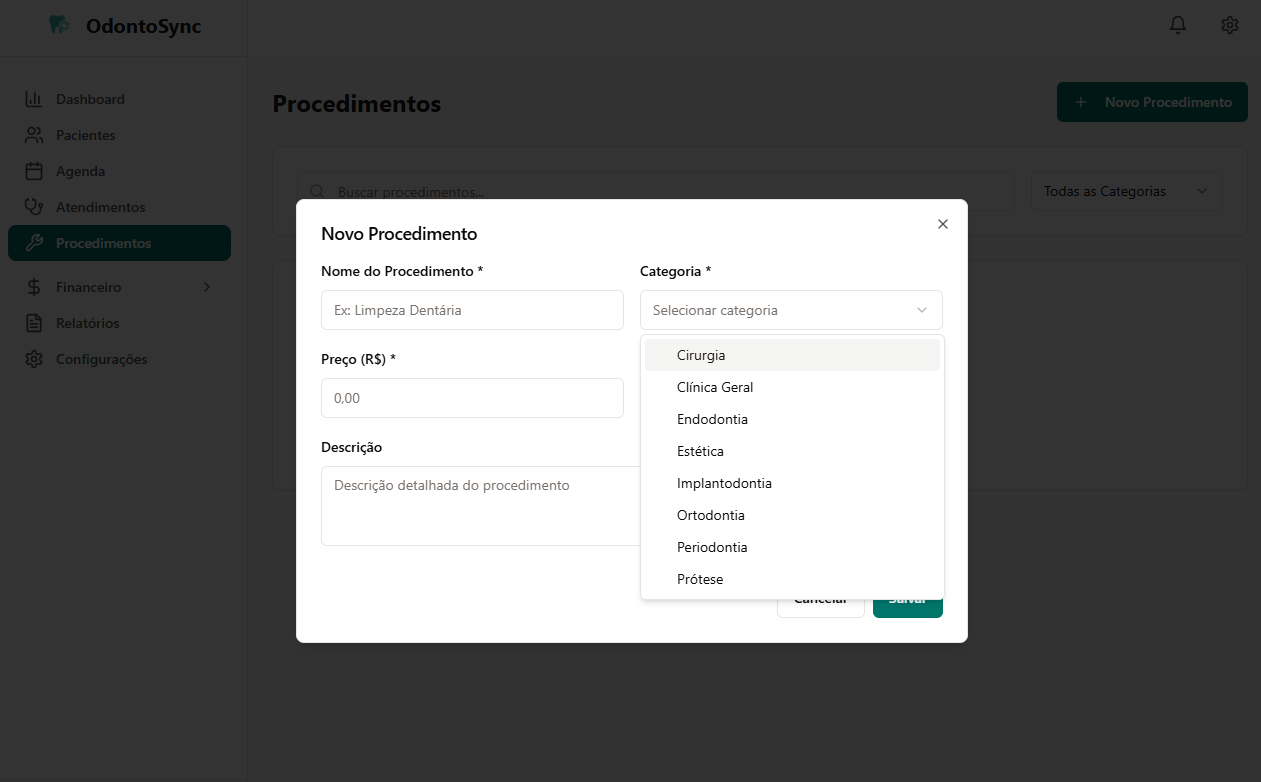 OdontoSync
Dashboard
Pacientes
Agenda
Atendimentos
Procedimentos
Financeiro
Relatórios
Configurações
Procedimentos
Novo Procedimento
Buscar procedimentos...
Todas as Categorias
Novo Procedimento
Nome do Procedimento *
Ex: Limpeza Dentária
Categoria *
Selecionar categoria
Cirurgia
Clínica Geral
Endodontia
Estética
Implantodontia
Ortodontia
Periodontia
Prótese
Preço (R$) *
0,00
Descrição
Descrição detalhada do procedimento
Cancelar
Salvar